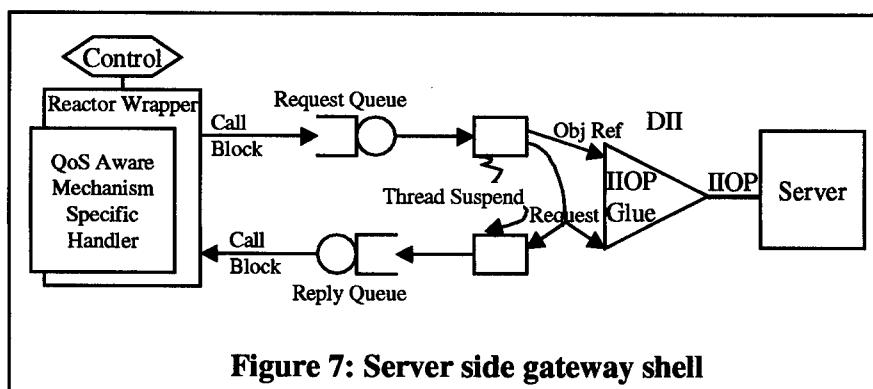 Control
Reactor Wrapper
QoS Aware
Mechanism
Specific
Handler
Call
Block
Request Queue
Obj Ref
DII
IIOP
Glue
IIOP
Server
Thread Suspend
Request
Call
Block
Reply Queue
Figure 7: Server side gateway shell